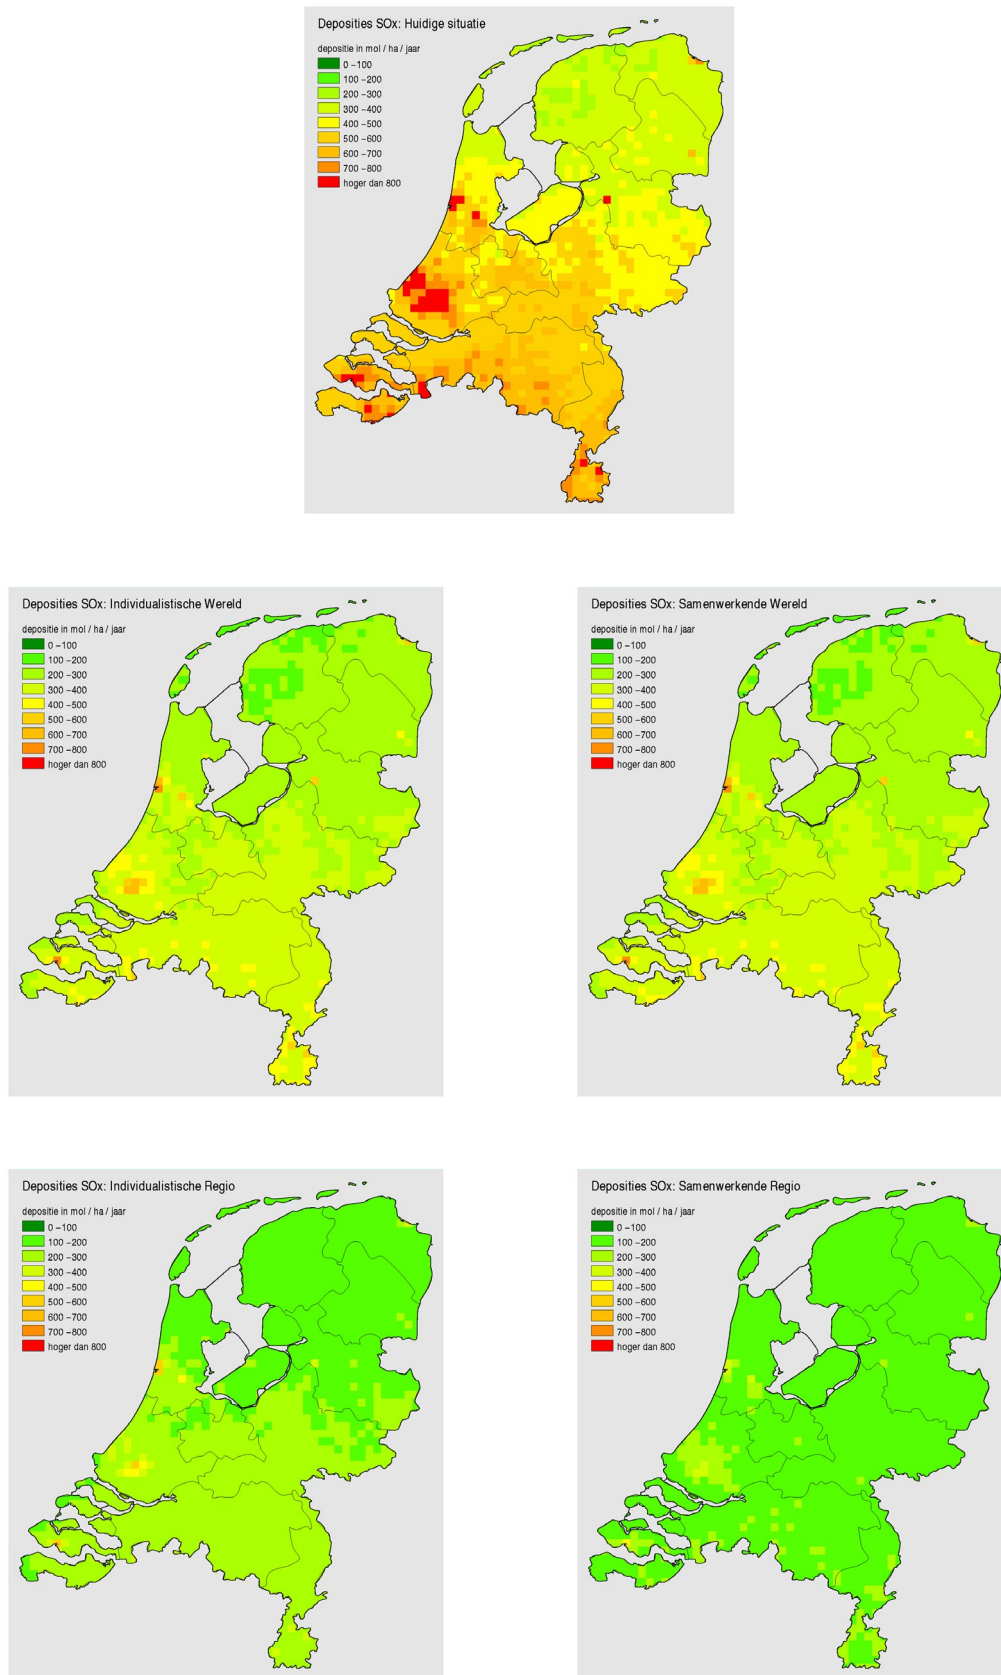 Deposities SOx: Huidige situatie
depositie in mol / ha / jaar
0 –100
100 –200
200 –300
300 –400
400 –500
500 –600
600 –700
700 –800
hoger dan 800
Deposities SOx: Individualistische Wereld
depositie in mol / ha / jaar
0 –100
100 –200
200 –300
300 –400
400 –500
500 –600
600 –700
700 –800
hoger dan 800
Deposities SOx: Samenwerkende Wereld
depositie in mol / ha / jaar
0 –100
100 –200
200 –300
300 –400
400 –500
500 –600
600 –700
700 –800
hoger dan 800
Deposities SOx: Individualistische Regio
depositie in mol / ha / jaar
0 –100
100 –200
200 –300
300 –400
400 –500
500 –600
600 –700
700 –800
hoger dan 800
Deposities SOx: Samenwerkende Regio
depositie in mol / ha / jaar
0 –100
100 –200
200 –300
300 –400
400 –500
500 –600
600 –700
700 –800
hoger dan 800